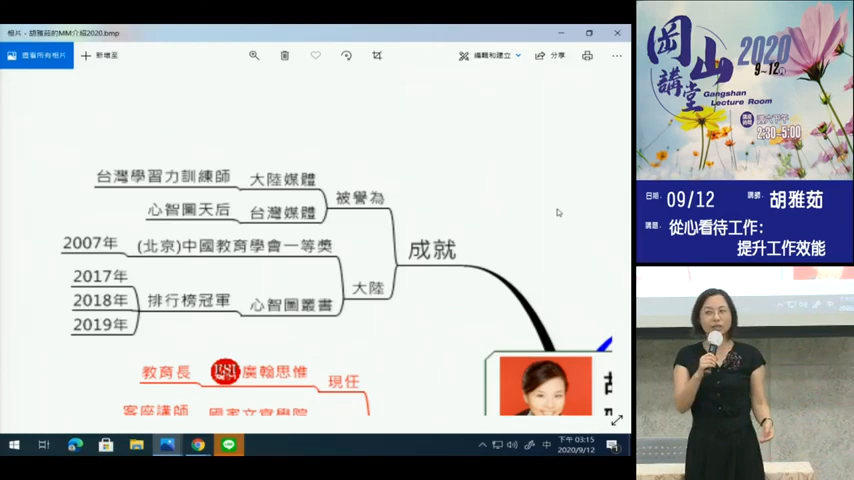 相片 - 胡雅茹的MM介紹2020.bmp
查看所有相片
新增至
編輯和建立
分享
台灣學習力訓練師
大陸媒體
心智圖天后
台灣媒體
被譽為
2007年
(北京)中國教育學會一等獎
成就
2017年
2018年
2019年
排行榜冠軍
心智圖叢書
大陸
教育長
廣翰思惟
現任
客座講師
國家文官學院
中
下午 03:15
2020/9/12
岡山講堂
2020
9~12月
Gangshan
Lecture Room
週六下午
2:30-5:00
日期: 09/12
講師: 胡雅茹
講題: 從心看待工作:
提升工作效能